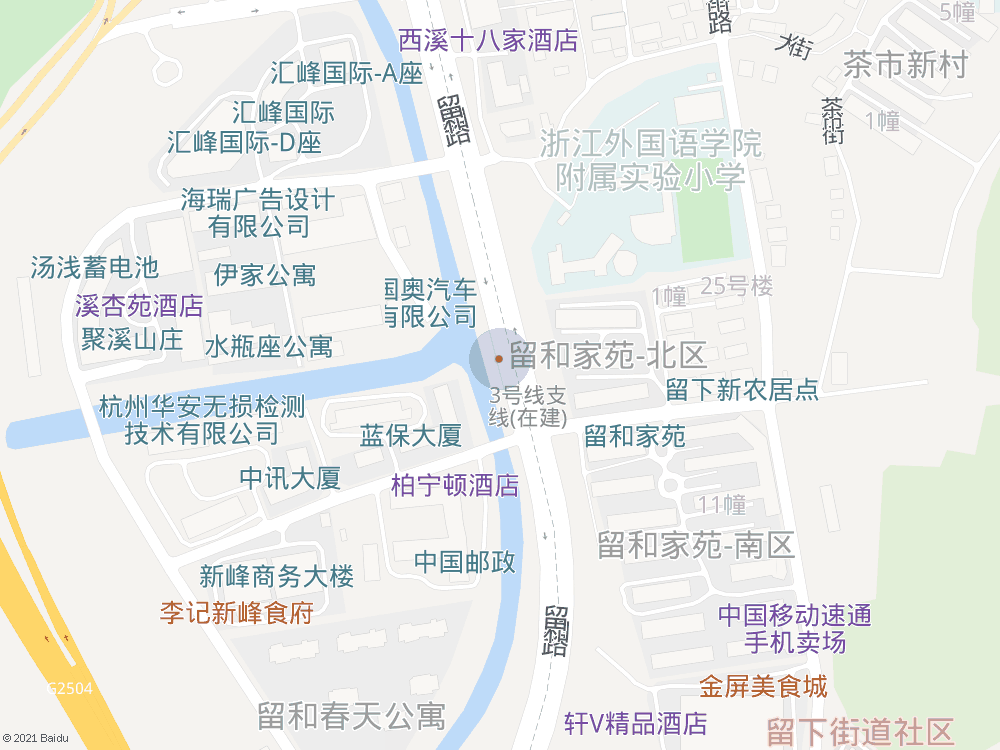 留
路
5幢
西溪十八家酒店
大街
茶市新村
汇峰国际-A座
留和路
汇峰国际
茶市街
1幢
汇峰国际-D座
浙江外国语学院
附属实验小学
海瑞广告设计
有限公司
汤浅蓄电池
伊家公寓
国奥汽车
有限公司
1幢
25号楼
溪杏苑酒店
聚溪山庄
水瓶座公寓
留和家苑-北区
3号线支
线(在建)
留下新农居点
杭州华安无损检测
技术有限公司
蓝保大厦
留和家苑
中讯大厦
柏宁顿酒店
11幢
留和家苑-南区
中国邮政
新峰商务大楼
李记新峰食府
留和路
中国移动速通
手机卖场
G2504
金屏美食城
留和春天公寓
轩V精品酒店
留下街道社区
© 2021 Baidu